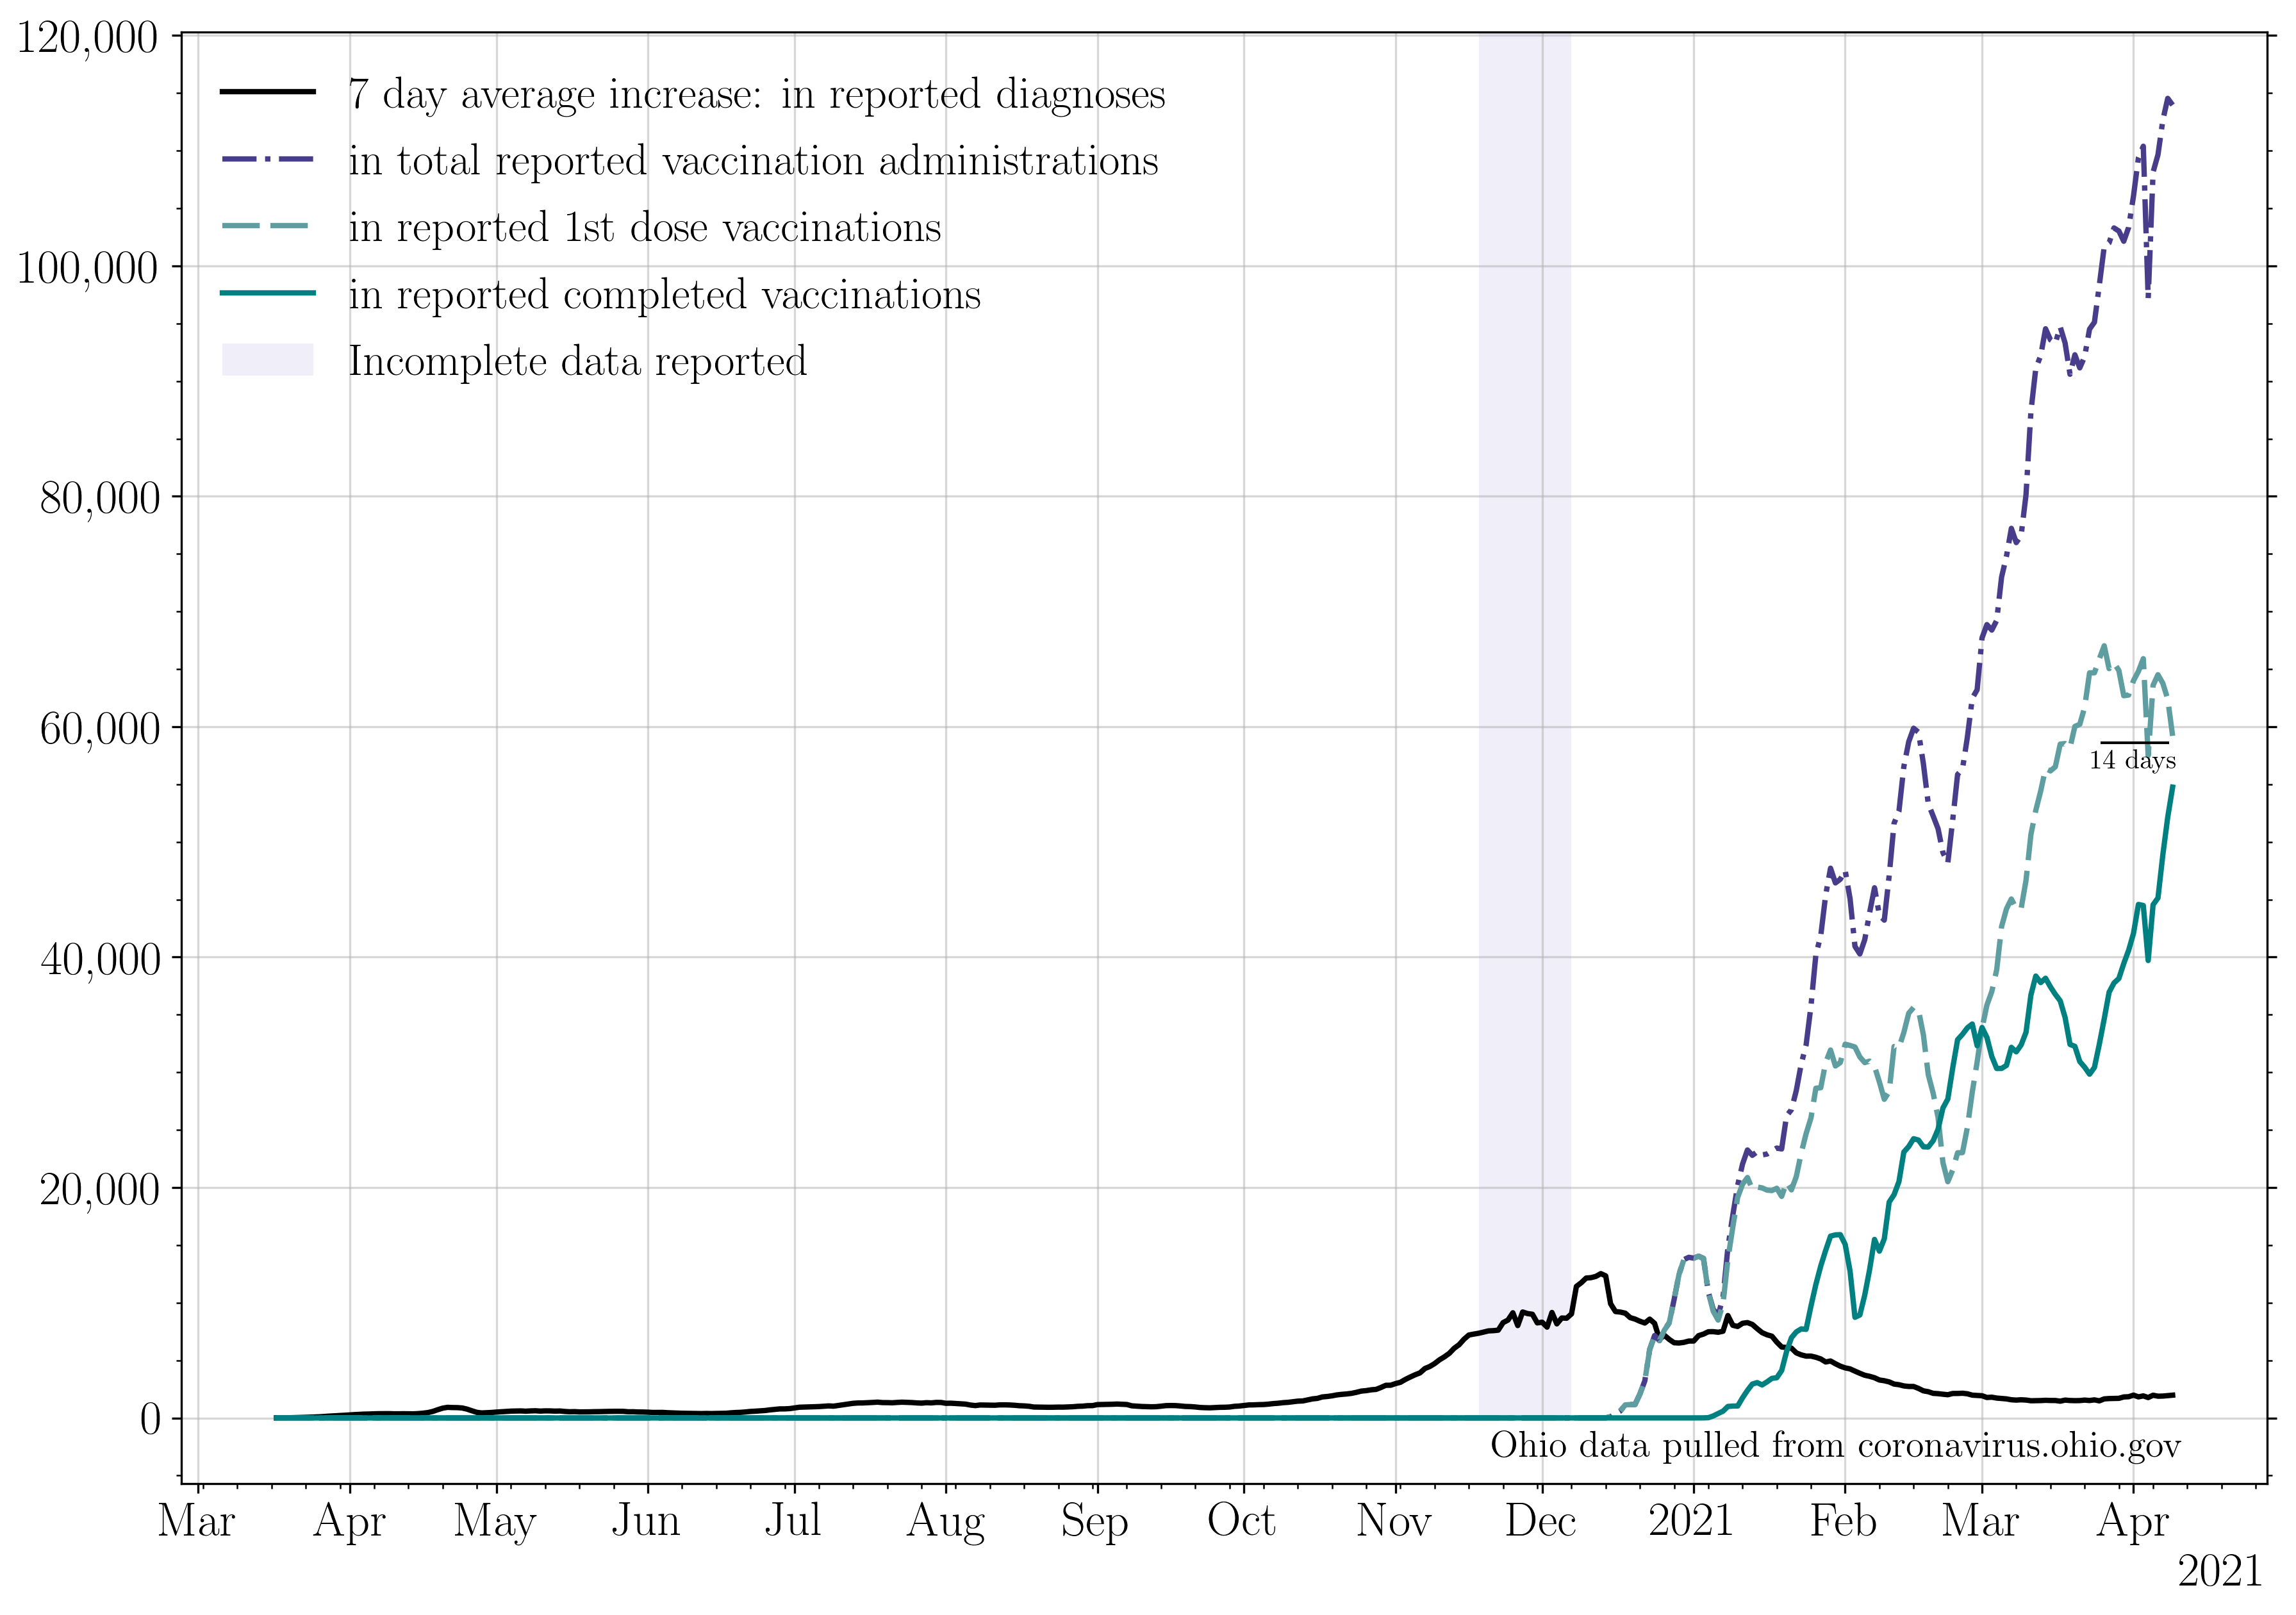 120,000
100,000
80,000
60,000
40,000
20,000
0
7 day average increase: in reported diagnoses
in total reported vaccination administrations
in reported 1st dose vaccinations
in reported completed vaccinations
Incomplete data reported
14 days
Ohio data pulled from coronavirus.ohio.gov
Mar Apr May Jun Jul Aug Sep Oct Nov Dec 2021 Feb Mar Apr
2021